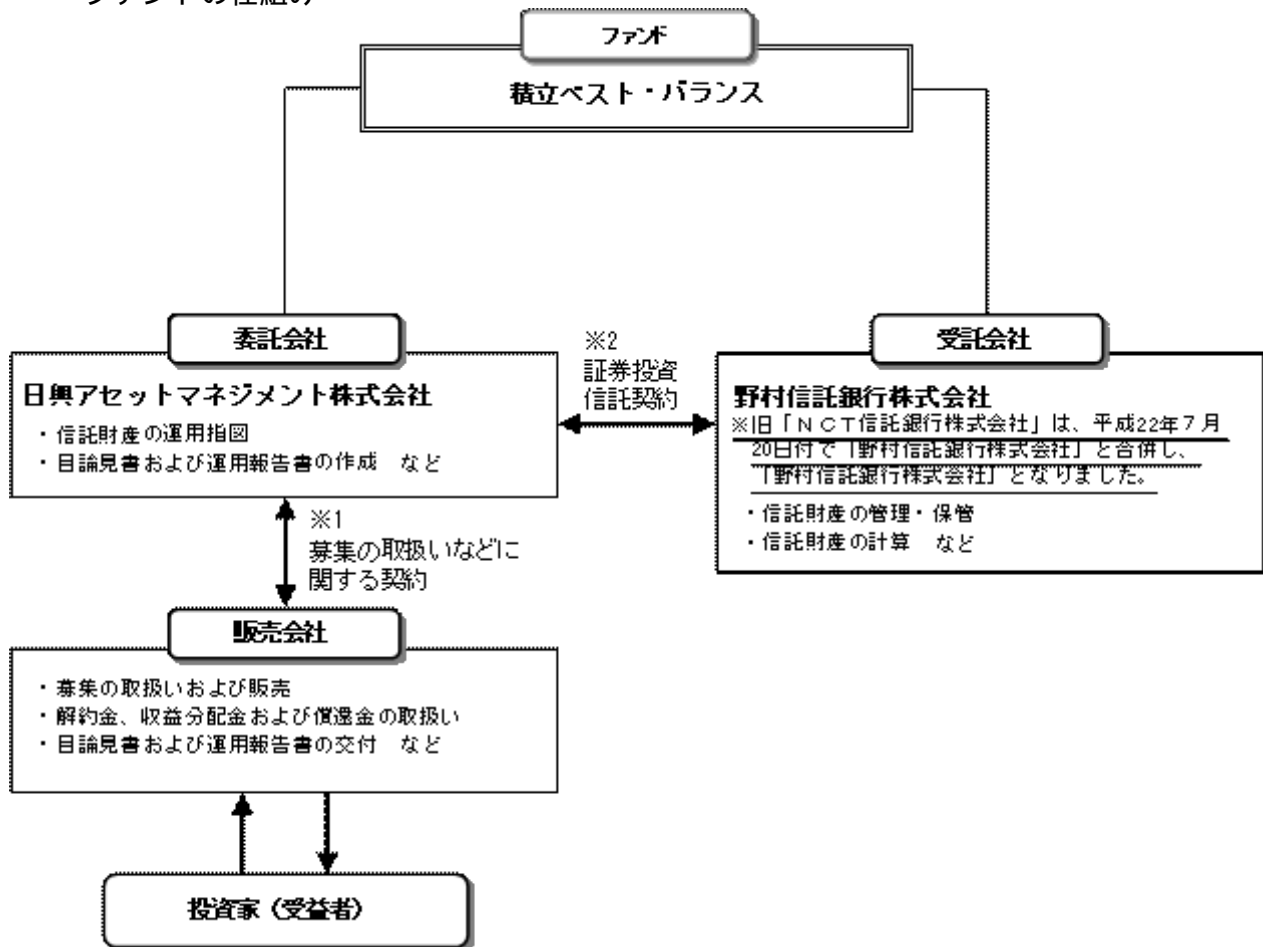 ファンドの仕組み
ファンド
積立ベスト・バランス
委託会社
日興アセットマネジメント株式会社
・信託財産の運用指図
・目論見書および運用報告書の作成　など
※2
証券投資
信託契約
受託会社
野村信託銀行株式会社
※旧「ＮＣＴ信託銀行株式会社」は、平成22年７月
20日付で「野村信託銀行株式会社」と合併し、
「野村信託銀行株式会社」となりました。
・信託財産の管理・保管
・信託財産の計算　など
※1
募集の取扱いなどに
関する契約
販売会社
・募集の取扱いおよび販売
・解約金、収益分配金および償還金の取扱い
・目論見書および運用報告書の交付　など
投資家（受益者）